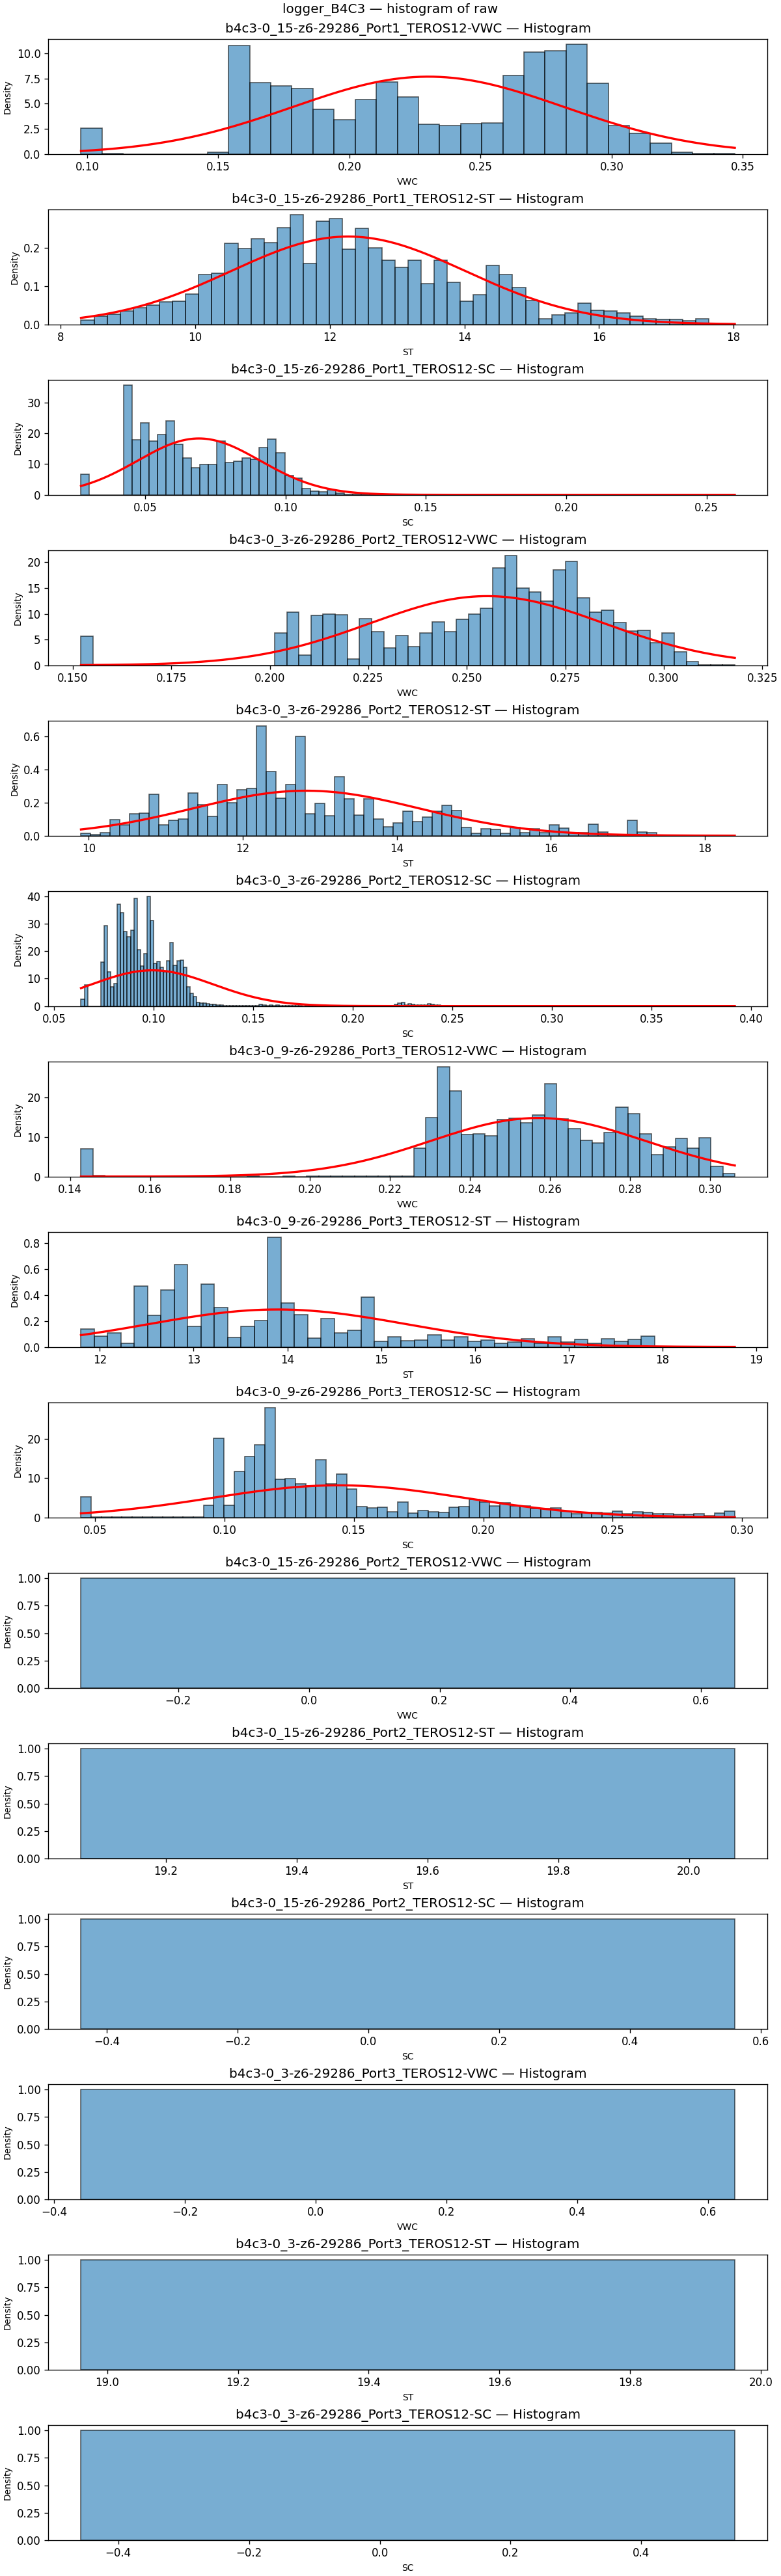 logger_B4C3 — histogram of raw
b4c3-0_15-z6-29286_Port1_TEROS12-VWC — Histogram
10.0
7.5
5.0
2.5
0.0
Density
0.10 0.15 0.20 0.25 0.30 0.35
VWC
b4c3-0_15-z6-29286_Port1_TEROS12-ST — Histogram
0.2
0.1
0.0
Density
8 10 12 14 16 18
ST
b4c3-0_15-z6-29286_Port1_TEROS12-SC — Histogram
30
20
10
0
Density
0.05 0.10 0.15 0.20 0.25
SC
b4c3-0_3-z6-29286_Port2_TEROS12-VWC — Histogram
20
15
10
5
0
Density
0.150 0.175 0.200 0.225 0.250 0.275 0.300 0.325
VWC
b4c3-0_3-z6-29286_Port2_TEROS12-ST — Histogram
0.6
0.4
0.2
0.0
Density
10 12 14 16 18
ST
b4c3-0_3-z6-29286_Port2_TEROS12-SC — Histogram
40
30
20
10
0
Density
0.05 0.10 0.15 0.20 0.25 0.30 0.35 0.40
SC
b4c3-0_9-z6-29286_Port3_TEROS12-VWC — Histogram
20
10
0
Density
0.14 0.16 0.18 0.20 0.22 0.24 0.26 0.28 0.30
VWC
b4c3-0_9-z6-29286_Port3_TEROS12-ST — Histogram
0.8
0.6
0.4
0.2
0.0
Density
12 13 14 15 16 17 18 19
ST
b4c3-0_9-z6-29286_Port3_TEROS12-SC — Histogram
20
10
0
Density
0.05 0.10 0.15 0.20 0.25 0.30
SC
b4c3-0_15-z6-29286_Port2_TEROS12-VWC — Histogram
1.00
0.75
0.50
0.25
0.00
Density
−0.2 0.0 0.2 0.4 0.6
VWC
b4c3-0_15-z6-29286_Port2_TEROS12-ST — Histogram
1.00
0.75
0.50
0.25
0.00
Density
19.2 19.4 19.6 19.8 20.0
ST
b4c3-0_15-z6-29286_Port2_TEROS12-SC — Histogram
1.00
0.75
0.50
0.25
0.00
Density
−0.4 −0.2 0.0 0.2 0.4 0.6
SC
b4c3-0_3-z6-29286_Port3_TEROS12-VWC — Histogram
1.00
0.75
0.50
0.25
0.00
Density
−0.4 −0.2 0.0 0.2 0.4 0.6
VWC
b4c3-0_3-z6-29286_Port3_TEROS12-ST — Histogram
1.00
0.75
0.50
0.25
0.00
Density
19.0 19.2 19.4 19.6 19.8 20.0
ST
b4c3-0_3-z6-29286_Port3_TEROS12-SC — Histogram
1.00
0.75
0.50
0.25
0.00
Density
−0.4 −0.2 0.0 0.2 0.4
SC